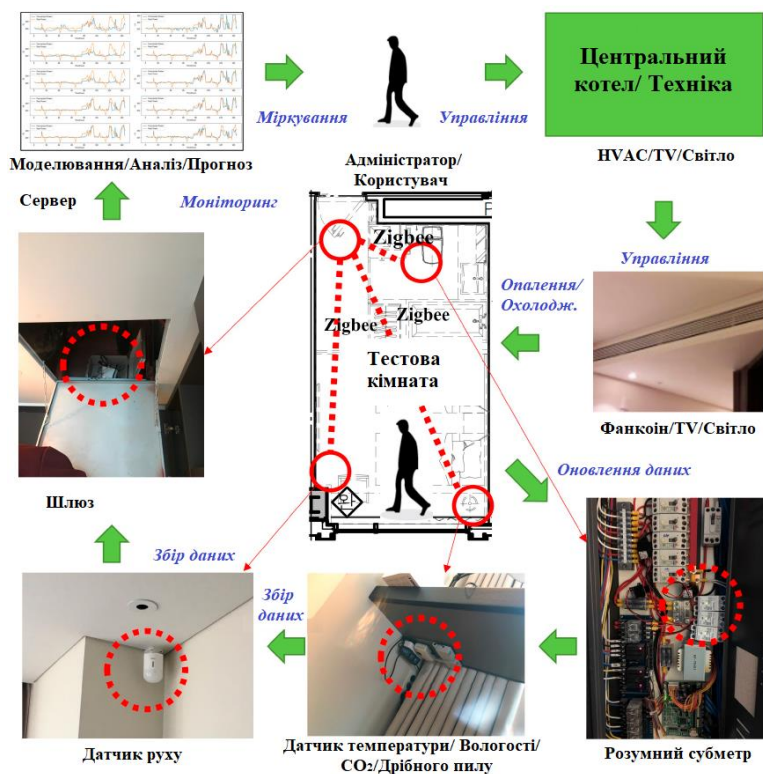 Міркування
Управління
Центральний
котел/ Техніка
Моделювання/Аналіз/Прогноз
Адміністратор/
Користувач
HVAC/TV/Світло
Сервер
Моніторинг
Zigbee
Управління
Опалення/
Охолодж.
Zigbee
Zigbee
Тестова
кімната
Фанкоін/TV/Світло
Шлюз
Оновлення даних
Збір даних
Збір
даних
Датчик руху
Датчик температури/ Вологості/
CO₂/Дрібного пилу
Розумний субметр